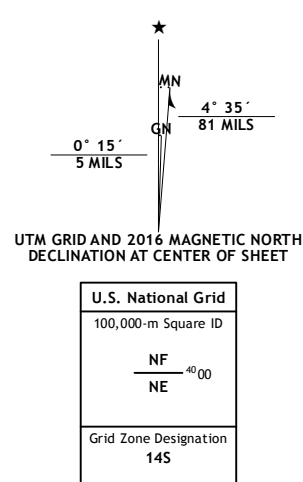 ★
MN
4° 35´
81 MILS
GN
0° 15´
5 MILS
UTM GRID AND 2016 MAGNETIC NORTH
DECLINATION AT CENTER OF SHEET
U.S. National Grid
100,000-m Square ID
NF
4000
NE
Grid Zone Designation
14S